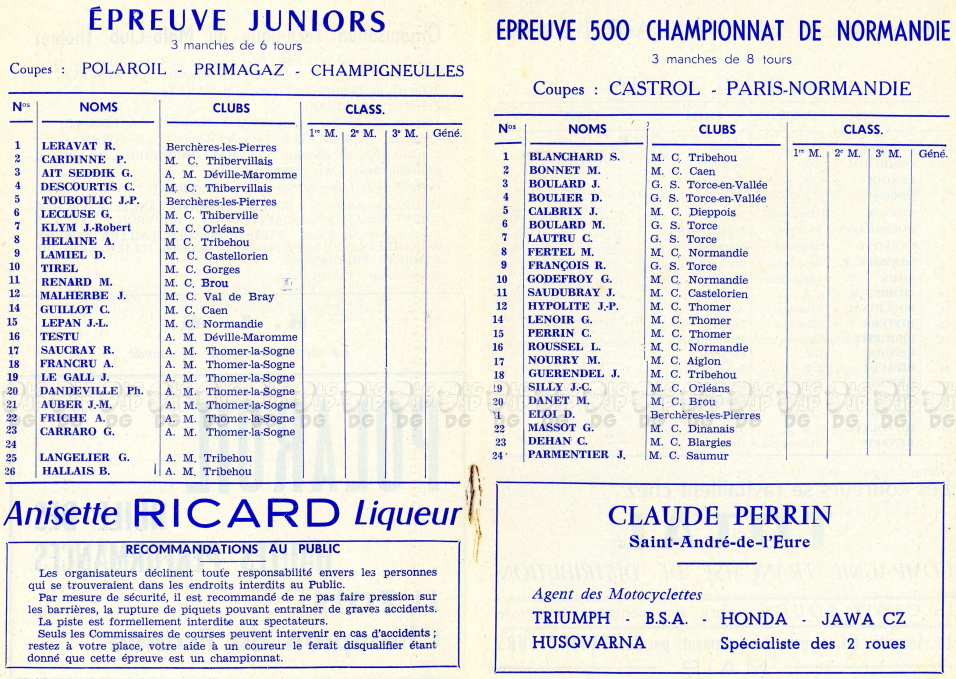 ÉPREUVE JUNIORS
3 manches de 6 tours
Coupes : POLAROIL - PRIMAGAZ - CHAMPIGNEULLES
Nos NOMS CLUBS CLASS.
1re M. 2e M. 3e M. Géné.
1 LERAVAT R. Berchères-les-Pierres
2 CARDINNE P. M. C. Thibervillais
3 AIT SEDDIK G. A. M. Déville-Maromme
4 DESCOURTIS C. M. C. Thibervillais
5 TOUBOULIC J.-P. Berchères-les-Pierres
6 LECLUSE G. M. C. Thiberville
7 KLYM J.-Robert M. C. Orléans
8 HELAINE A. M C. Tribehou
9 LAMIEL D. M. C. Castellorien
10 TIREL M. C. Gorges
11 RENARD M. M. C. Brou
12 MALHERBE J. M. C. Val de Bray
14 GUILLOT C. M. C. Caen
15 LEPAN J.-L. M. C. Normandie
16 TESTU A. M. Déville-Maromme
17 SAUCRAY R. A. M. Thomer-la-Sogne
18 FRANCRU A. A. M. Thomer-la-Sogne
19 LE GALL J. A. M. Thomer-la-Sogne
20 DANDEVILLE Ph. A. M. Thomer-la-Sogne
21 AUBER J.-M. A. M. Thomer-la-Sogne
22 FRICHE A. A. M. Thomer-la-Sogne
23 CARRARO G. A. M. Thomer-la-Sogne
24
25 LANGELIER G. A. M. Tribehou
26 HALLAIS B. A. M. Tribehou
Anisette RICARD Liqueur
RECOMMANDATIONS AU PUBLIC
Les organisateurs déclinent toute responsabilité envers les personnes
qui se trouveraient dans les endroits interdits au Public.
Par mesure de sécurité, il est recommandé de ne pas faire pression sur
les barrières, la rupture de piquets pouvant entraîner de graves accidents.
La piste est formellement interdite aux spectateurs.
Seuls les Commissaires de courses peuvent intervenir en cas d'accidents ;
restez à votre place, votre aide à un coureur le ferait disqualifier étant
donné que cette épreuve est un championnat.
EPREUVE 500 CHAMPIONNAT DE NORMANDIE
3 manches de 8 tours
Coupes : CASTROL - PARIS-NORMANDIE
Nos NOMS CLUBS CLASS.
1re M. 2e M. 3e M. Géné.
1 BLANCHARD S. M. C. Tribehou
2 BONNET M. M. C. Caen
3 BOULARD J. G. S. Torce-en-Vallée
4 BOULIER D. G. S. Torce-en-Vallée
5 CALBRIX J. M. C. Dieppois
6 BOULARD M. G. S. Torce
7 LAUTRU C. G. S. Torce
8 FERTEL M. M. C. Normandie
9 FRANÇOIS R. G. S. Torce
10 GODEFROY G. M. C. Normandie
11 SAUDUBRAY J. M. C. Castelorien
12 HYPOLITE J.-P. M. C. Thomer
14 LENOIR G. M. C. Thomer
15 PERRIN C. M. C. Thomer
16 ROUSSEL L. M. C. Normandie
17 NOURRY M. M. C. Aiglon
18 GUERENDEL J. M. C. Tribehou
19 SILLY J.-C. M. C. Orléans
20 DANET M. M. C. Brou
21 ELOI D. Berchères-les-Pierres
22 MASSOT G. M. C. Dunanais
23 DEHAN C. M. C. Blargies
24 PARMENTIER J. M. C. Saumur
CLAUDE PERRIN
Saint-André-de-l'Eure
Agent des Motocyclettes
TRIUMPH - B.S.A. - HONDA - JAWA CZ
HUSQVARNA Spécialiste des 2 roues